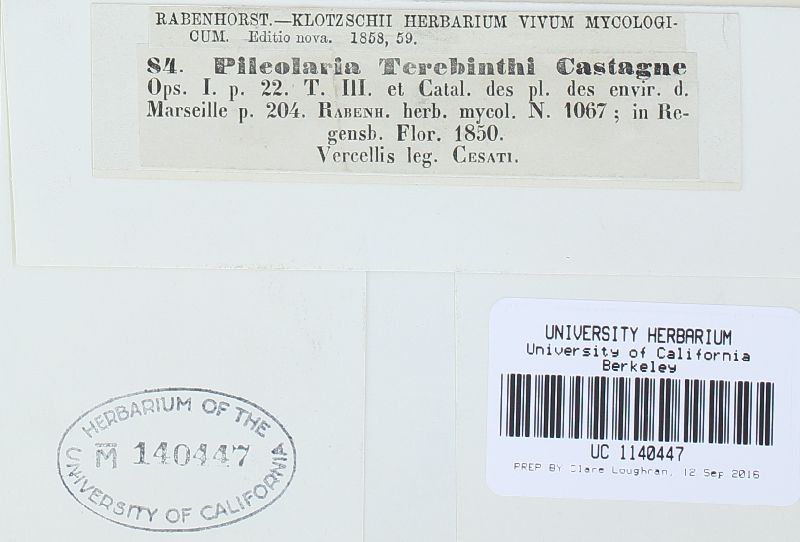 RABENHORST.—KLOTZSCHII HERBARIUM VIVUM MYCOLOGI-
CUM. Editio nova. 1858, 59.
84. Pileolaria Terebinthi Castagne
Ops. I. p. 22. T. III. et Catal. des pl. des envir. d.
Marseille p. 204. RABENH. herb. mycol. N. 1067; in Re-
gensb. Flor. 1850.
Vercellis leg. CESATI.
HERBARIUM OF THE
M 140447
UNIVERSITY OF CALIFORNIA
UNIVERSITY HERBARIUM
University of California
Berkeley
UC 1140447
PREP BY Clare Loughran, 12 Sep 2016